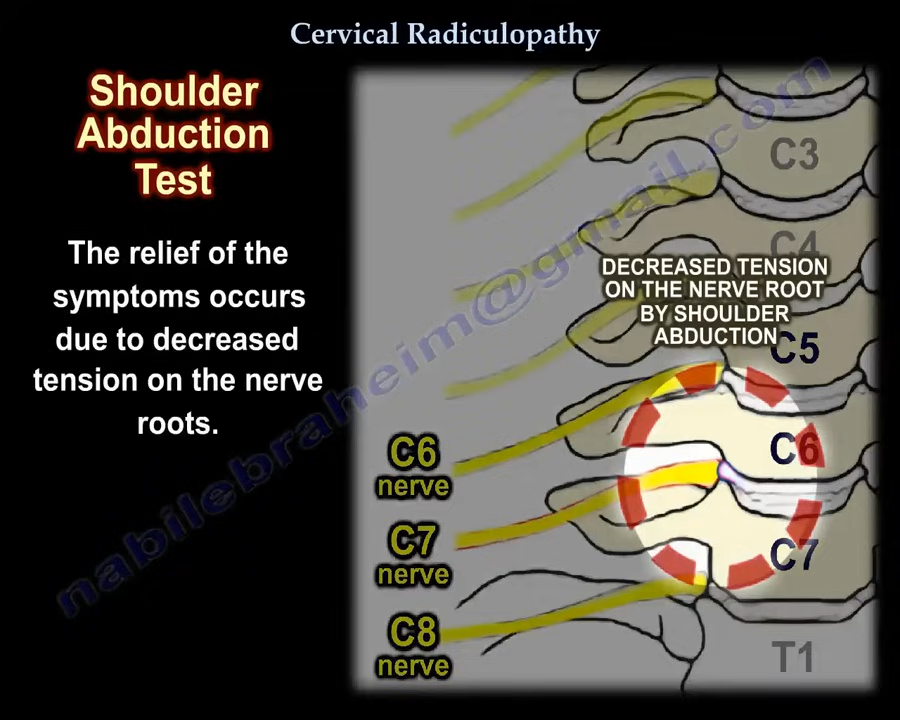 Cervical Radiculopathy
Shoulder
Abduction
Test
The relief of the
symptoms occurs
due to decreased
tension on the nerve
roots.
C3
C4
DECREASED TENSION
ON THE NERVE ROOT
BY SHOULDER
ABDUCTION
C5
C6
C7
T1
C6
nerve
C7
nerve
C8
nerve
nabilebraheim@gmail.com